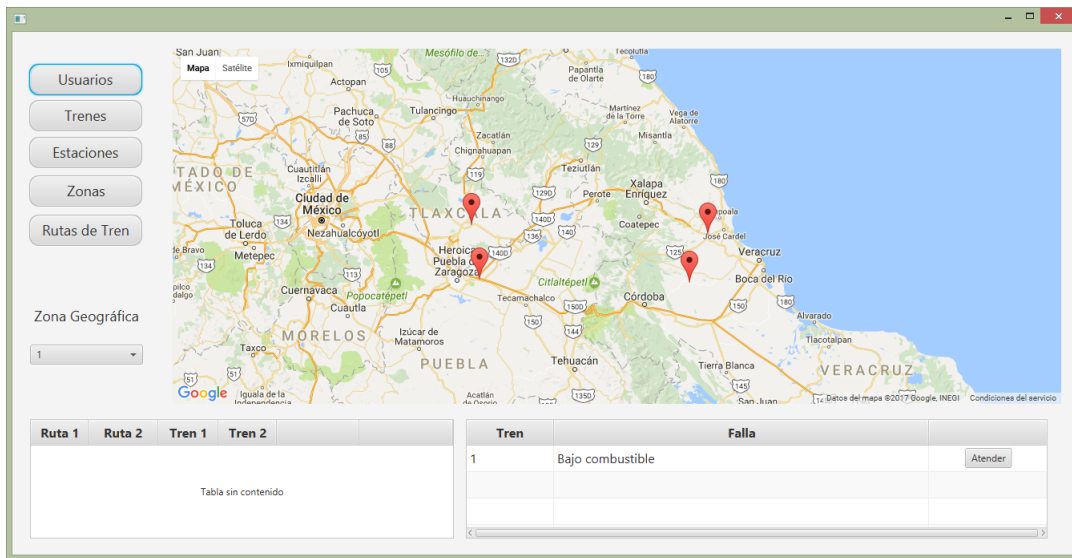 Usuarios
Trenes
Estaciones
Zonas
Rutas de Tren
Zona Geográfica
1
Mapa
Satélite
San Juan
Ixmiquilpan
Mesófilo de...
Tecolutla
Actopan
Papantla
de Olarte
Huauchinango
Pachuca
de Soto
Tulancingo
Martínez
de la Torre
Vega de
Alatorre
Zacatlán
Misantla
Chignahuapan
Teziutlán
Cuautitlán
Izcalli
TADO DE
MÉXICO
Ciudad de
México
TLAXCALA
Perote
Xalapa
Enríquez
Toluca
de Lerdo
Nezahualcóyotl
Coatepec
José Cardel
de Bravo
Metepec
Heroica
Puebla de
Zaragoza
Veracruz
Boca del Río
Citlaltépetl
Cuernavaca
Popocatépetl
Tecamachalco
Córdoba
Cuautla
Alvarado
MORELOS
Izúcar de
Matamoros
Tlacotalpan
Taxco
PUEBLA
Tehuacán
Tierra Blanca
VERACRUZ
Google
Iguala de la
Independencia
Acatlán
de Osorio
San Juan
Datos del mapa ©2017 Google, INEGI
Condiciones del servicio
Ruta 1 Ruta 2 Tren 1 Tren 2
Tabla sin contenido
Tren Falla
1 Bajo combustible Atender